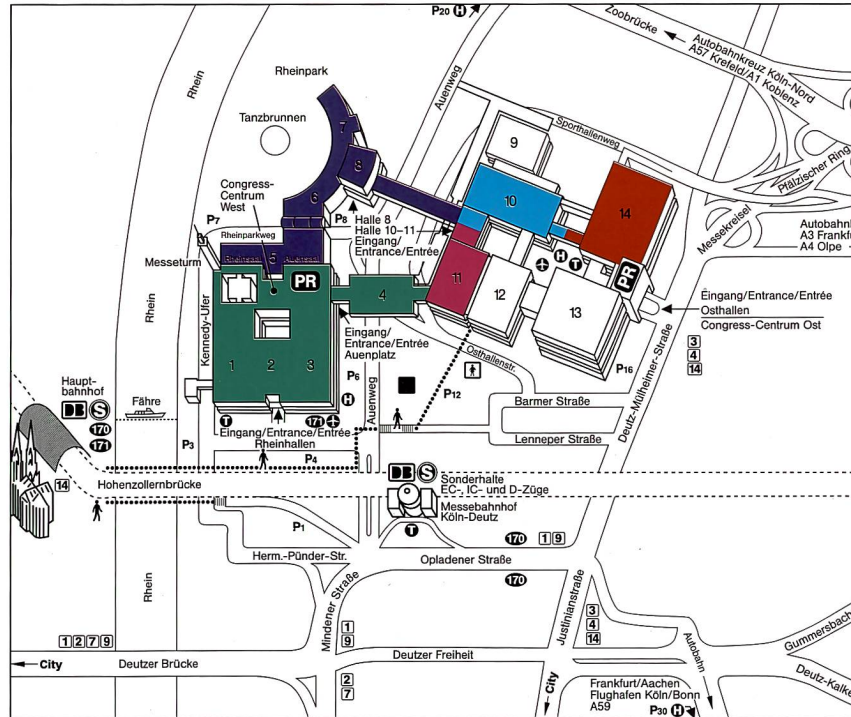 P20 H
Zoobrücke
Autobahnkreuz Köln-Nord
A57 Krefeld/A1 Koblenz
Rhein
Rheinpark
Auenweg
Tanzbrunnen
Sporthallenweg
Pfälzischer Ring
7
8
9
10
14
6
Congress-
Centrum
West
P7
P8
Rheinparkweg
Halle 8
Halle 10–11
Eingang/
Entrance/Entrée
Messekreisel
Autobahn
A3 Frankfu
A4 Olpe
Messeturm
Rheinsaal
5
Auensaal
PR
4
11
12
13
H
T
PR
Eingang/Entrance/Entrée
Osthallen
Congress-Centrum Ost
Rhein
Kennedy-Ufer
1
2
3
Eingang/
Entrance/Entrée
Auenplatz
Osthallenstr.
P16
3
4
14
Deutz-Mülheimer-Straße
Haupt-
bahnhof
DB S
170
171
Fähre
P6
H
Auenweg
P12
Barmer Straße
Lenneper Straße
T
171
Eingang/Entrance/Entrée
Rheinhallen
P3
P4
14
Hohenzollernbrücke
DB S
Sonderhalte
EC-, IC- und D-Züge
Messebahnhof
Köln-Deutz
T
P1
170 1 9
Herm.-Pünder-Str.
Opladener Straße
170
Rhein
Mindener Straße
Justinianstraße
3
4
14
1
9
1 2 7 9
City
Deutzer Brücke
Deutzer Freiheit
2
7
City
Autobahn
Gummersbach
Deutz-Kalke
Frankfurt/Aachen
Flughafen Köln/Bonn
A59
P30 H